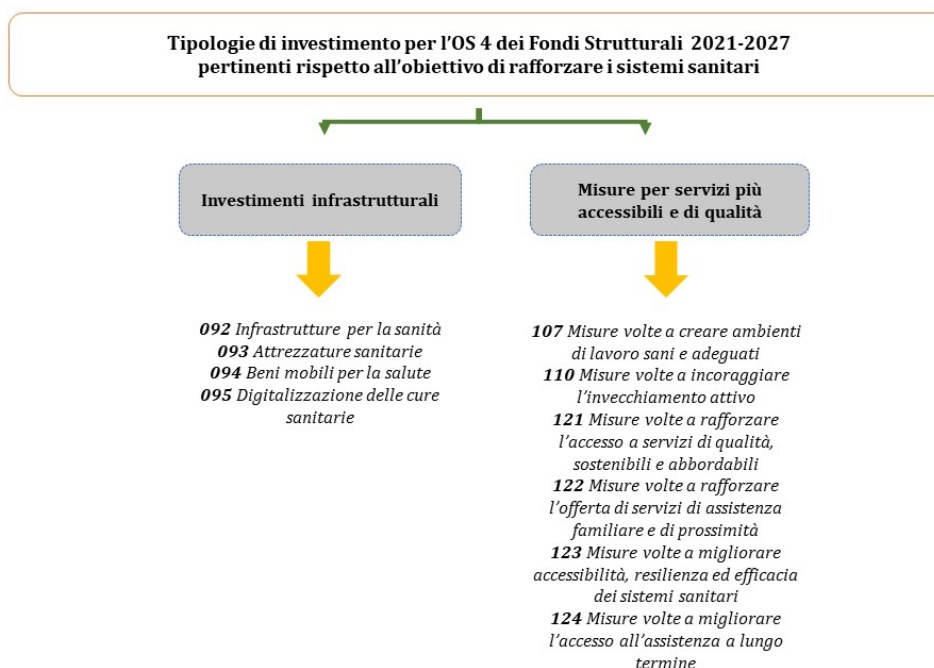 Tipologie di investimento per l’OS 4 dei Fondi Strutturali 2021-2027
pertinenti rispetto all’obiettivo di rafforzare i sistemi sanitari
Investimenti infrastrutturali
092 Infrastrutture per la sanità
093 Attrezzature sanitarie
094 Beni mobili per la salute
095 Digitalizzazione delle cure
sanitarie
Misure per servizi più
accessibili e di qualità
107 Misure volte a creare ambienti
di lavoro sani e adeguati
110 Misure volte a incoraggiare
l’invecchiamento attivo
121 Misure volte a rafforzare
l’accesso a servizi di qualità,
sostenibili e abbordabili
122 Misure volte a rafforzare
l’offerta di servizi di assistenza
familiare e di prossimità
123 Misure volte a migliorare
accessibilità, resilienza ed efficacia
dei sistemi sanitari
124 Misure volte a migliorare
l’accesso all’assistenza a lungo
termine